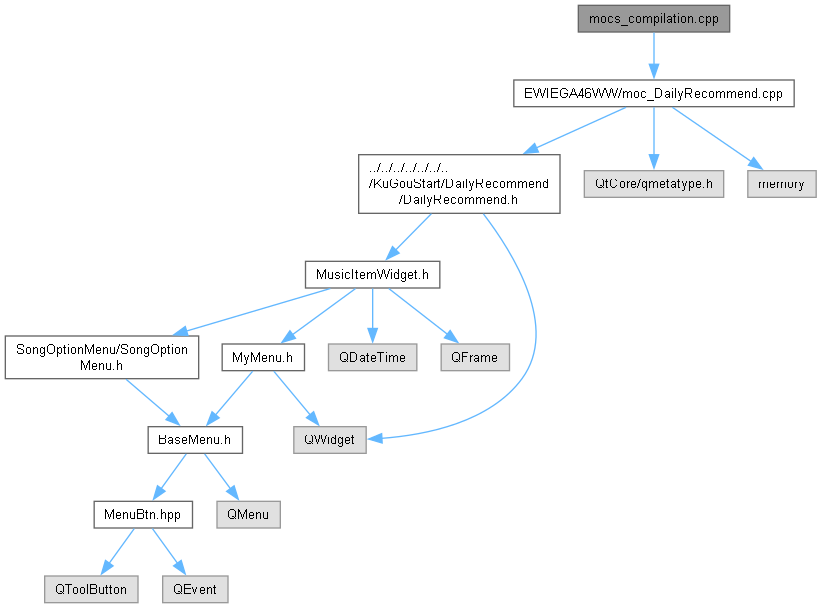 mocs_compilation.cpp
EWIEGA46WW/moc_DailyRecommend.cpp
../../../../../../..
/KuGouStart/DailyRecommend
/DailyRecommend.h
QtCore/qmetatype.h
memory
MusicItemWidget.h
SongOptionMenu/SongOption
Menu.h
MyMenu.h
QDateTime
QFrame
BaseMenu.h
QWidget
MenuBtn.hpp
QMenu
QToolButton
QEvent